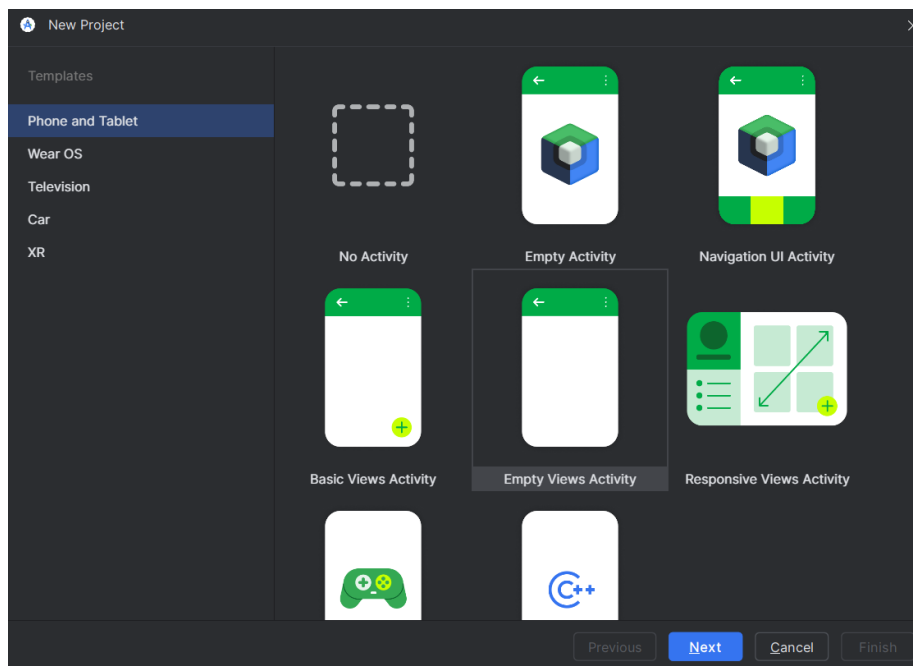 New Project
Templates
Phone and Tablet
Wear OS
Television
Car
XR
No Activity
Empty Activity
Navigation UI Activity
Basic Views Activity
Empty Views Activity
Responsive Views Activity
C++
Previous
Next
Cancel
Finish